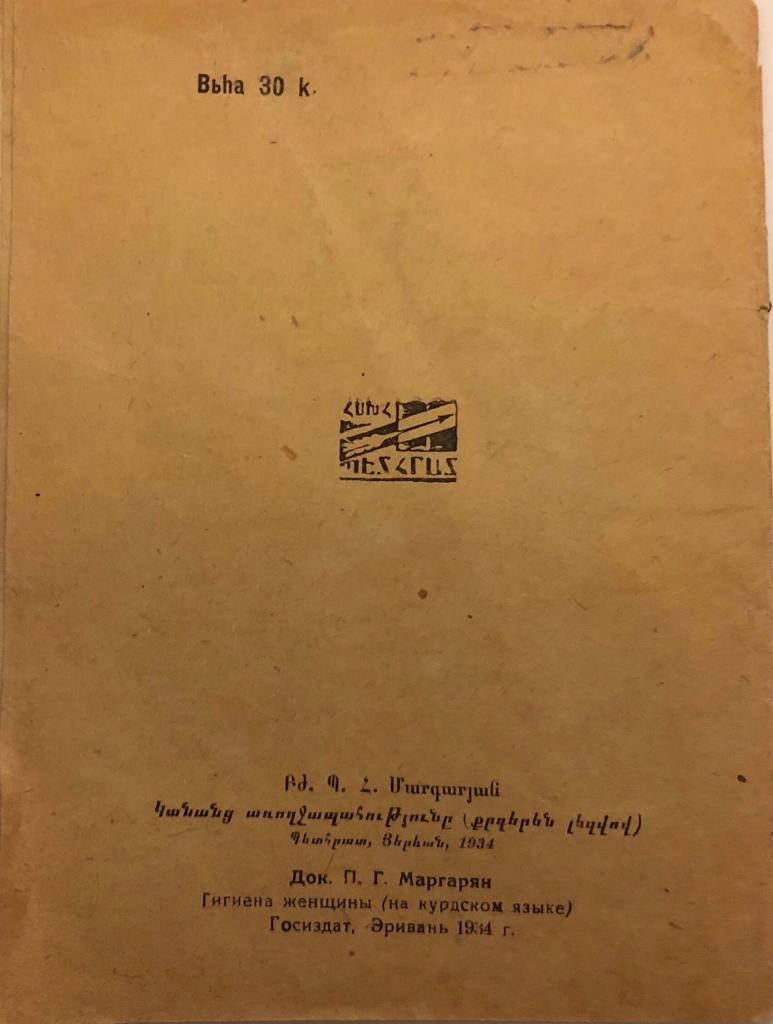 Bьha 30 k.
ՀՍԽՀ
ՊԵՏՀՐԱՏ
Բժ. Պ. Հ. Մարգարյան
Կանանց առողջապահությունը (քրդերեն լեզվով)
Պետհրատ, Յերեվան, 1934
Док. П. Г. Маргарян
Гигиена женщины (на курдском языке)
Госиздат, Эривань 1934 г.